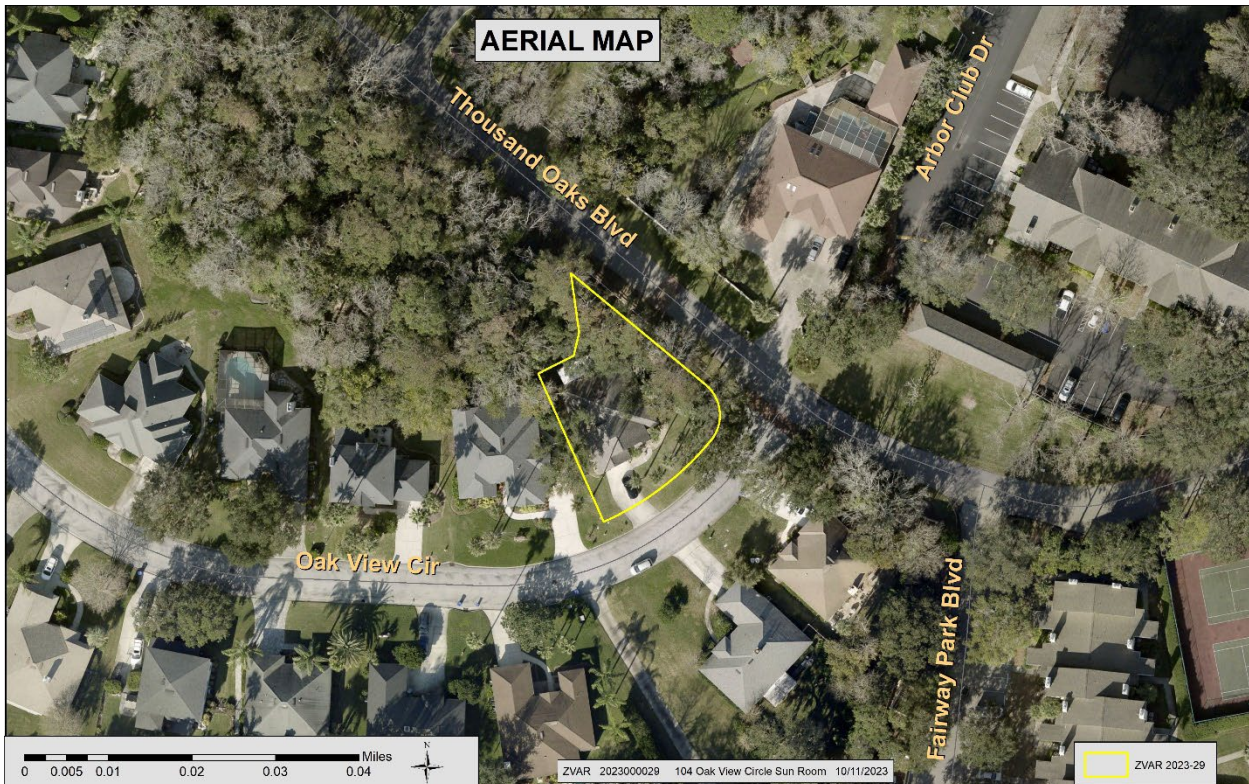 AERIAL MAP
Thousand Oaks Blvd
Arbor Club Dr
Oak View Cir
Fairway Park Blvd
Miles
0 0.005 0.01 0.02 0.03 0.04
N
ZVAR 2023000029 104 Oak View Circle Sun Room 10/11/2023
ZVAR 2023-29